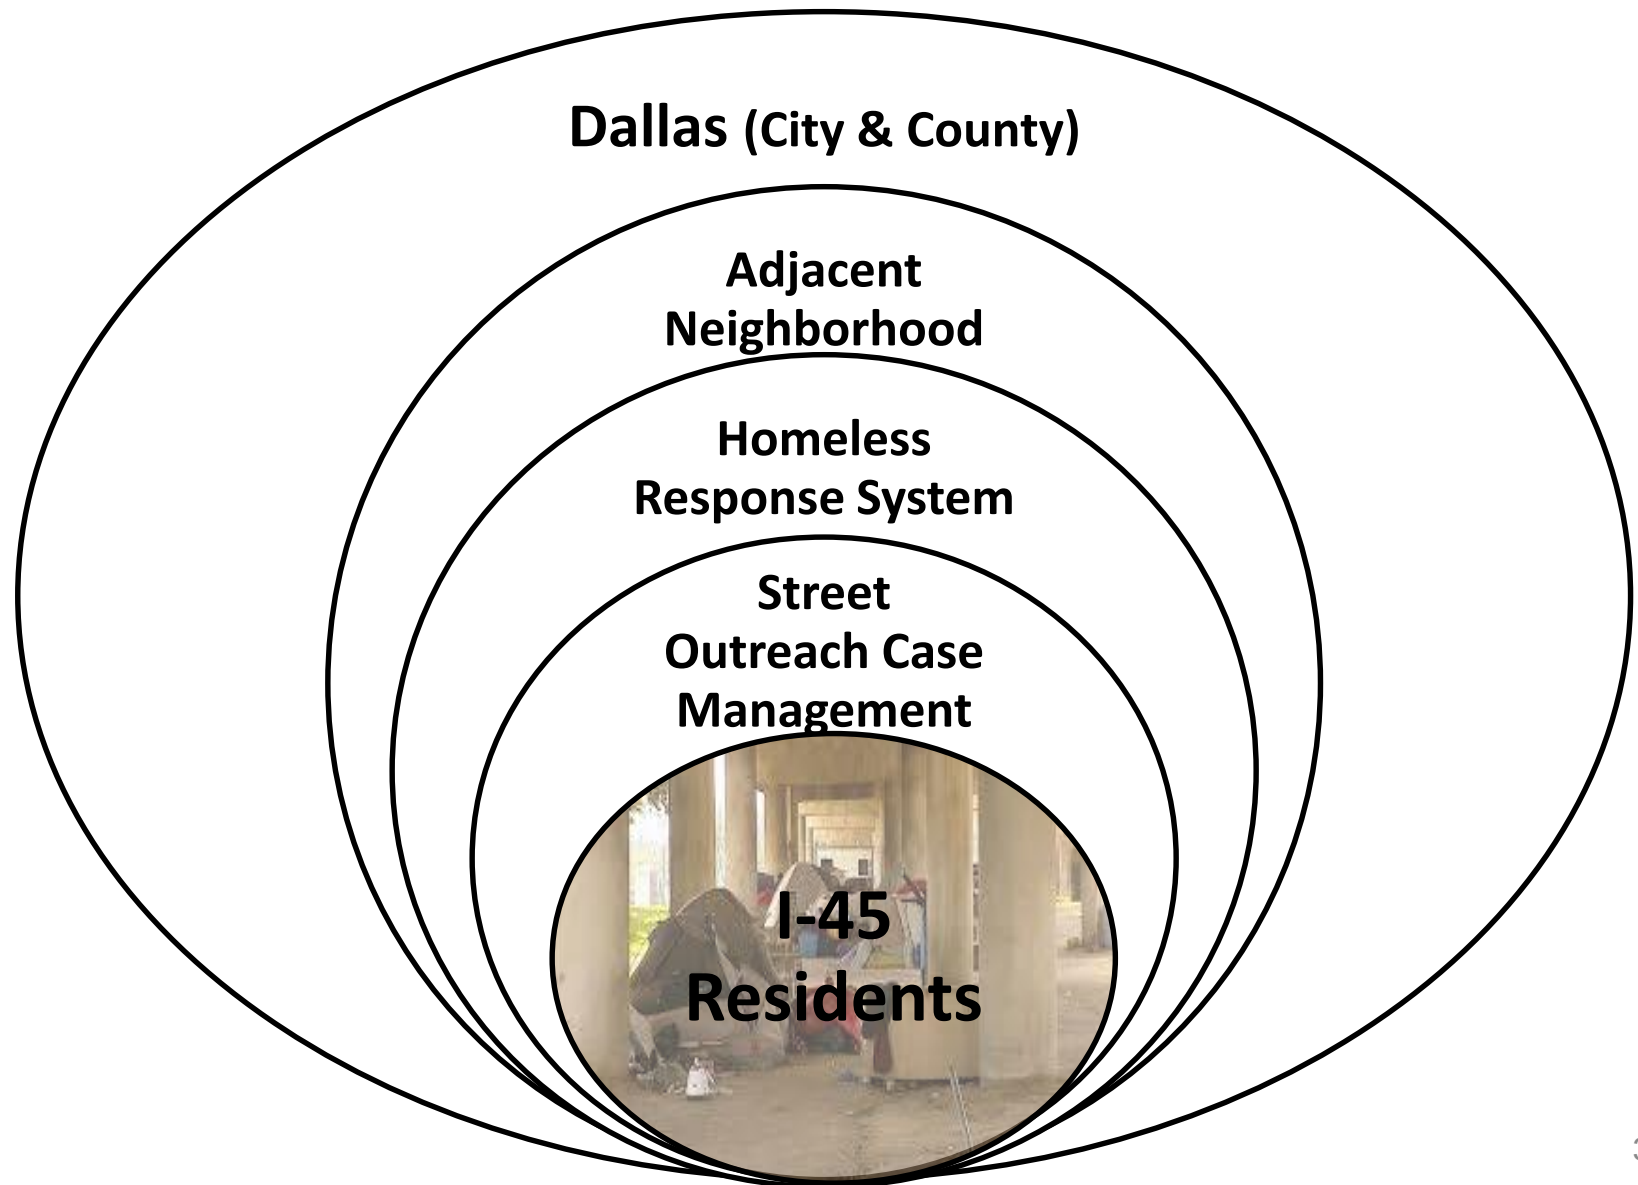 Dallas (City & County)
Adjacent
Neighborhood
Homeless
Response System
Street
Outreach Case
Management
I-45
Residents